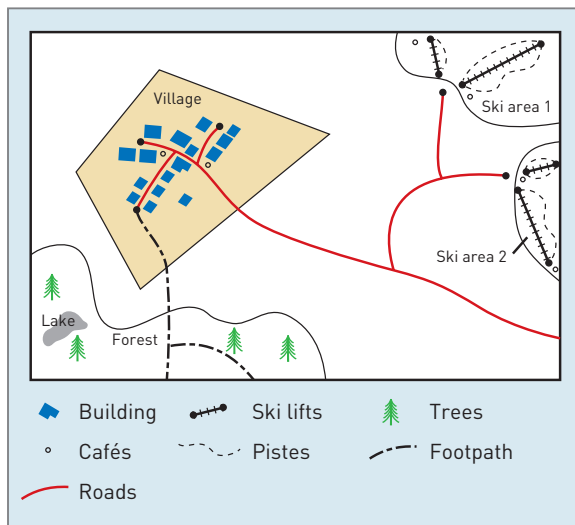 Village
Ski area 1
Ski area 2
Lake
Forest
Building
Ski lifts
Trees
Cafés
Pistes
Footpath
Roads